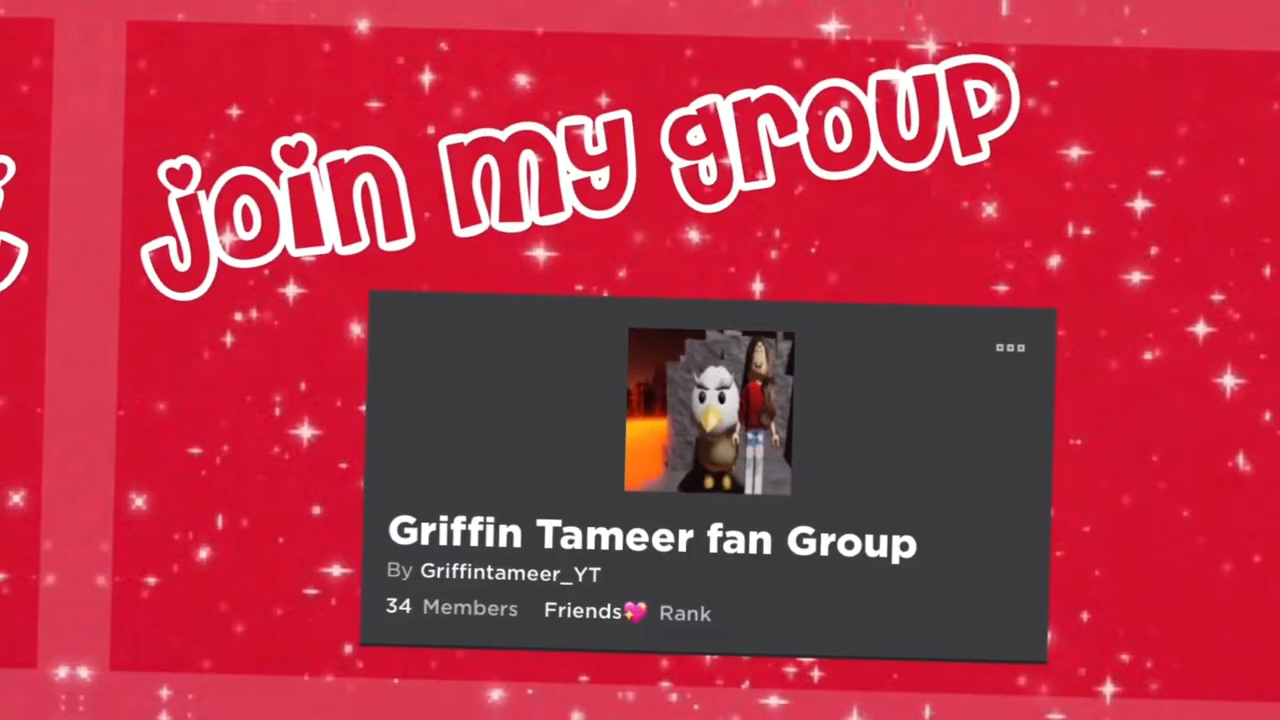 join my group
Griffin Tameer fan Group
By Griffintameer_YT
34 Members Friends💖 Rank